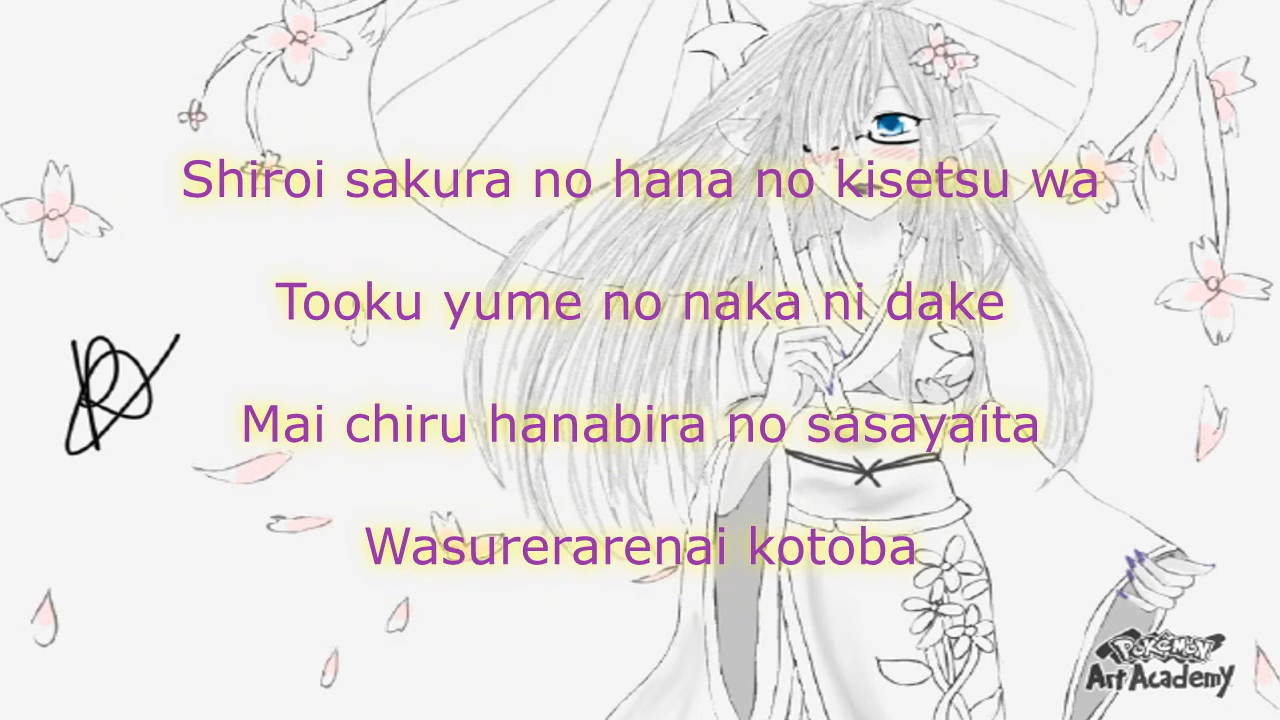 Shiroi sakura no hana no kisetsu wa
Tooku yume no naka ni dake
Mai chiru hanabira no sasayaita
Wasurerarenai kotoba
POKéMON
Art Academy